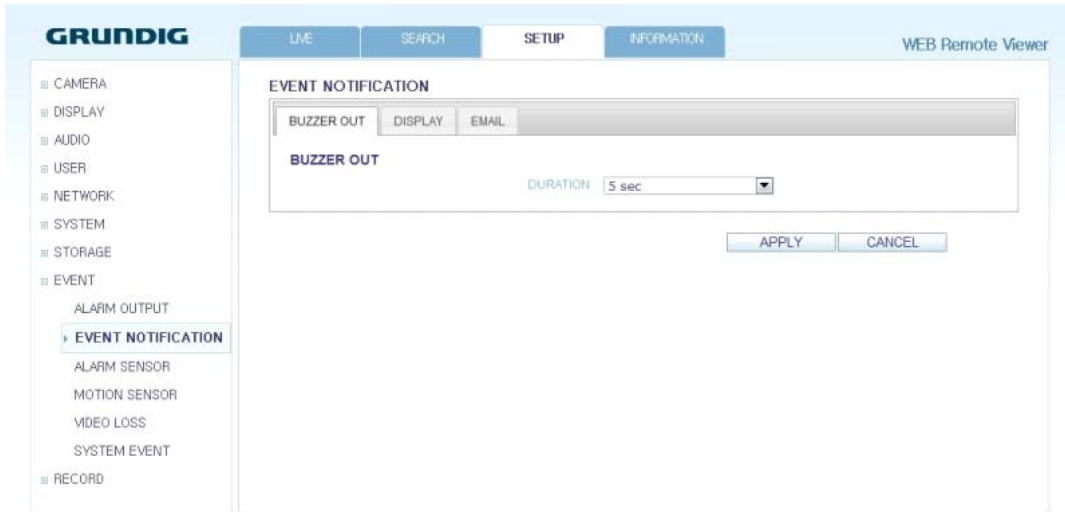 GRUNDIG
LIVE SEARCH SETUP INFORMATION
WEB Remote Viewer
CAMERA
DISPLAY
AUDIO
USER
NETWORK
SYSTEM
STORAGE
EVENT
ALARM OUTPUT
EVENT NOTIFICATION
ALARM SENSOR
MOTION SENSOR
VIDEO LOSS
SYSTEM EVENT
RECORD
EVENT NOTIFICATION
BUZZER OUT DISPLAY EMAIL
BUZZER OUT
DURATION 5 sec
APPLY CANCEL